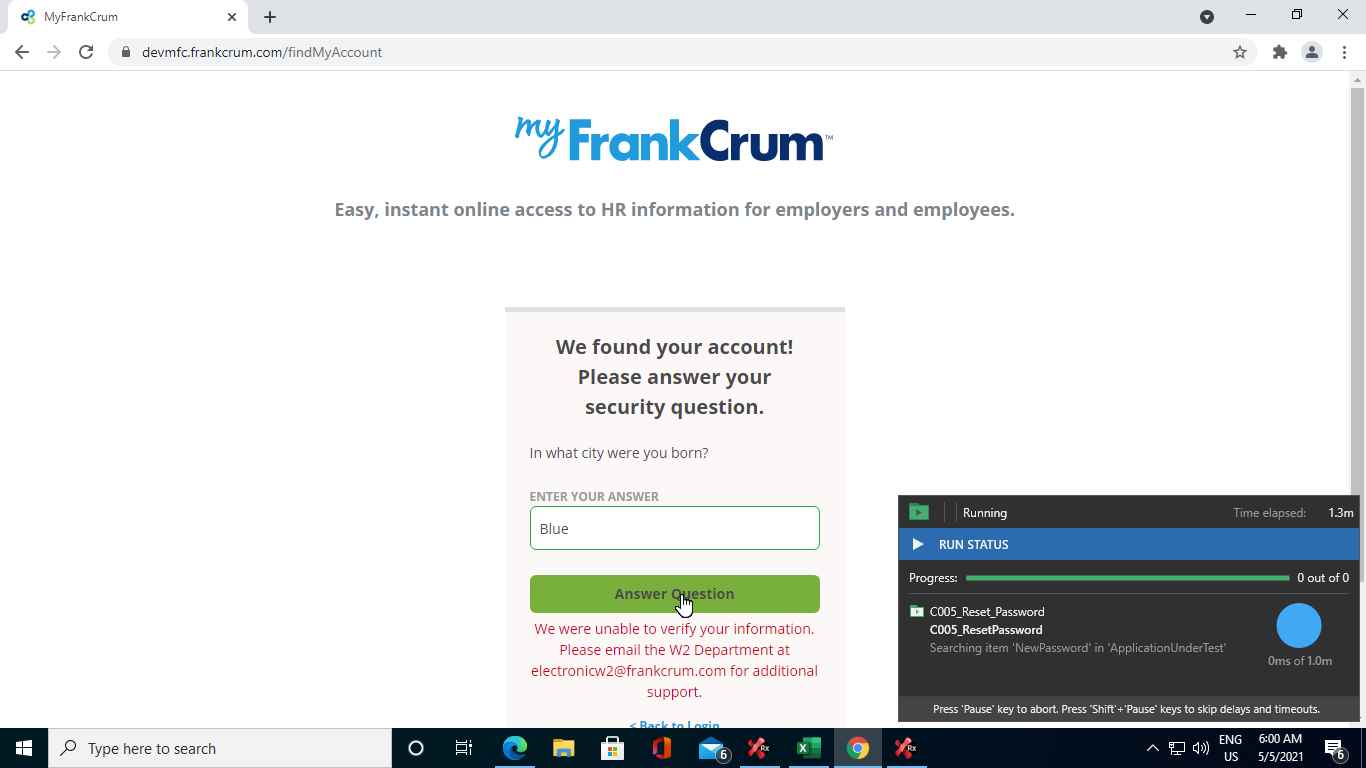 MyFrankCrum
devmfc.frankcrum.com/findMyAccount
my FrankCrum™
Easy, instant online access to HR information for employers and employees.
We found your account!
Please answer your
security question.
In what city were you born?
ENTER YOUR ANSWER
Blue
Answer Question
We were unable to verify your information.
Please email the W2 Department at
electronicw2@frankcrum.com for additional
support.
< Back to Login
Running
Time elapsed: 1.3m
RUN STATUS
Progress: 0 out of 0
C005_Reset_Password
C005_ResetPassword
Searching item 'NewPassword' in 'ApplicationUnderTest'
0ms of 1.0m
Press 'Pause' key to abort. Press 'Shift'+'Pause' keys to skip delays and timeouts.
Type here to search
6
Rx
Rx
ENG
US
6:00 AM
5/5/2021
6